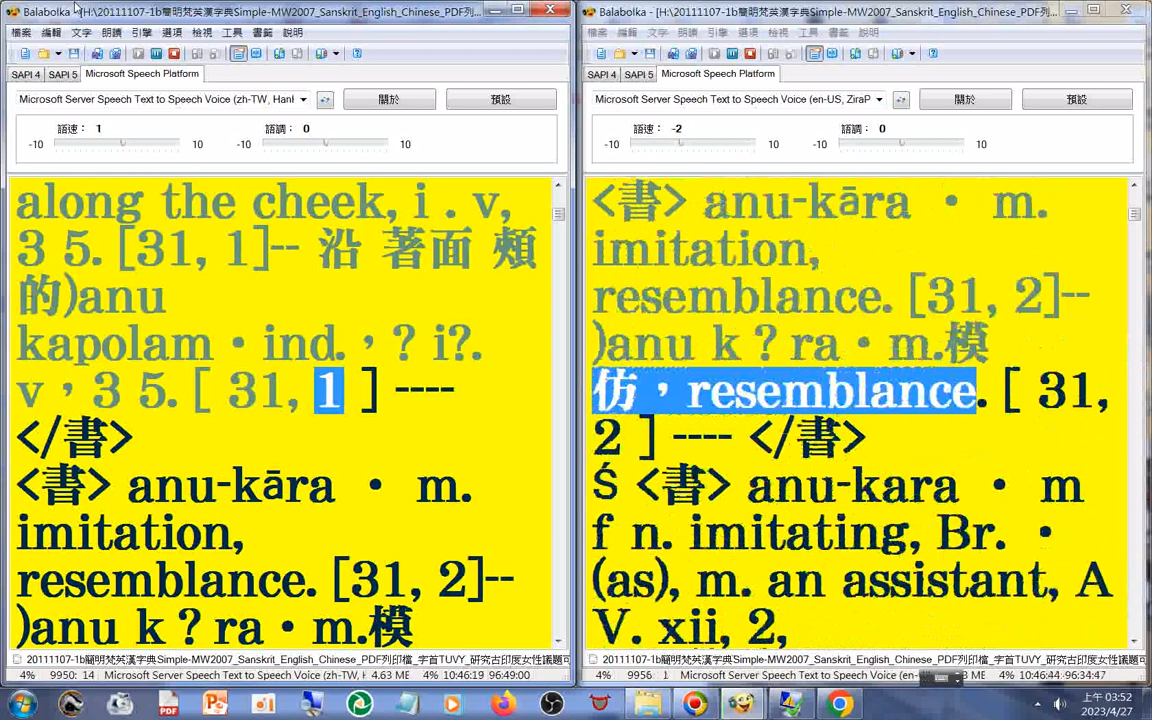 Balabolka - [H:\20111107-1b簡明梵英漢字典Simple-MW2007_Sanskrit_English_Chinese_PDF列...
檔案 編輯 文字 朗讀 引擎 選項 檢視 工具 書籤 說明
SAPI 4 SAPI 5 Microsoft Speech Platform
Microsoft Server Speech Text to Speech Voice (zh-TW, Hanl 關於 預設
語速： 1 語調： 0
-10 10 -10 10
along the cheek, i . v,
3 5. [31, 1]-- 沿 著面 頰
的)anu
kapolam•ind.，? i?.
v，3 5. [ 31, 1 ] ----
</書>
<書> anu-kāra • m.
imitation,
resemblance. [31, 2]--
)anu k？ra•m.模
20111107-1b簡明梵英漢字典Simple-MW2007_Sanskrit_English_Chinese_PDF列印檔_字首TUVY_研究古印度女性議題可
4% 9950: 14 Microsoft Server Speech Text to Speech Voice (zh-TW, H 4.63 ME 4% 10:46:19 96:49:00
Balabolka - [H:\20111107-1b簡明梵英漢字典Simple-MW2007_Sanskrit_English_Chinese_PDF列印...
檔案 編輯 文字 朗讀 引擎 選項 檢視 工具 書籤 說明
SAPI 4 SAPI 5 Microsoft Speech Platform
Microsoft Server Speech Text to Speech Voice (en-US, ZiraP 關於 預設
語速： -2 語調： 0
-10 10 -10 10
<書> anu-kāra • m.
imitation,
resemblance. [31, 2]--
)anu k？ra•m.模
仿，resemblance. [ 31,
2 ] ---- </書>
Ś <書> anu-kara • m
f n. imitating, Br. •
(as), m. an assistant, A
V. xii, 2,
20111107-1b簡明梵英漢字典Simple-MW2007_Sanskrit_English_Chinese_PDF列印檔_字首TUVY_研究古印度女性議題可
4% 9956: 1 Microsoft Server Speech Text to Speech Voice (en-US, 4.63 ME 4% 10:44:46 96:34:47
上午 03:52
2023/4/27